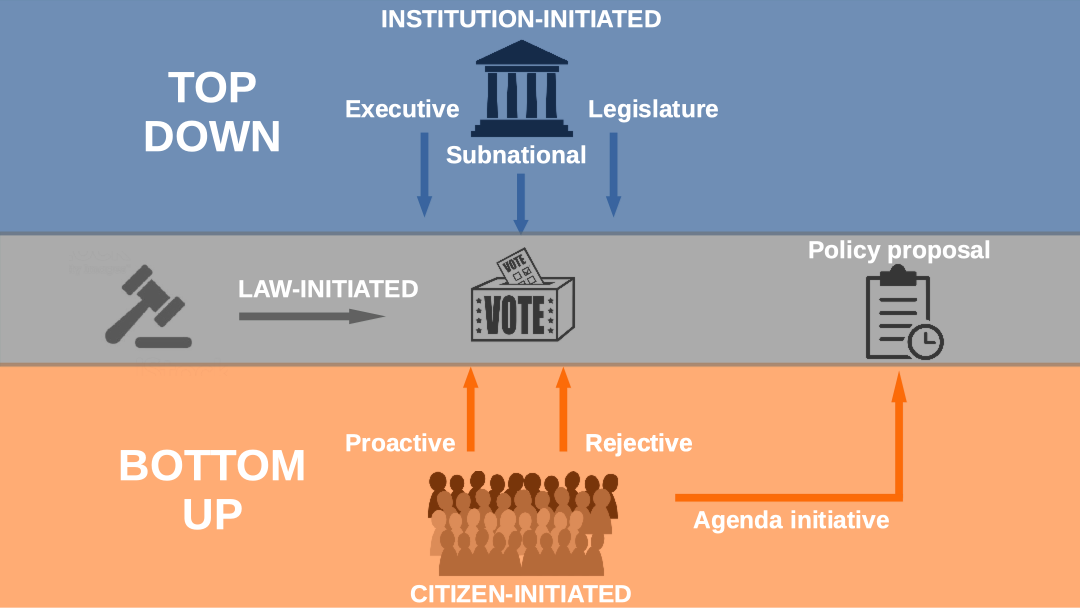 INSTITUTION-INITIATED
TOP
DOWN
Executive
Legislature
Subnational
Policy proposal
LAW-INITIATED
VOTE
VOTE
Proactive
Rejective
BOTTOM
UP
Agenda initiative
CITIZEN-INITIATED